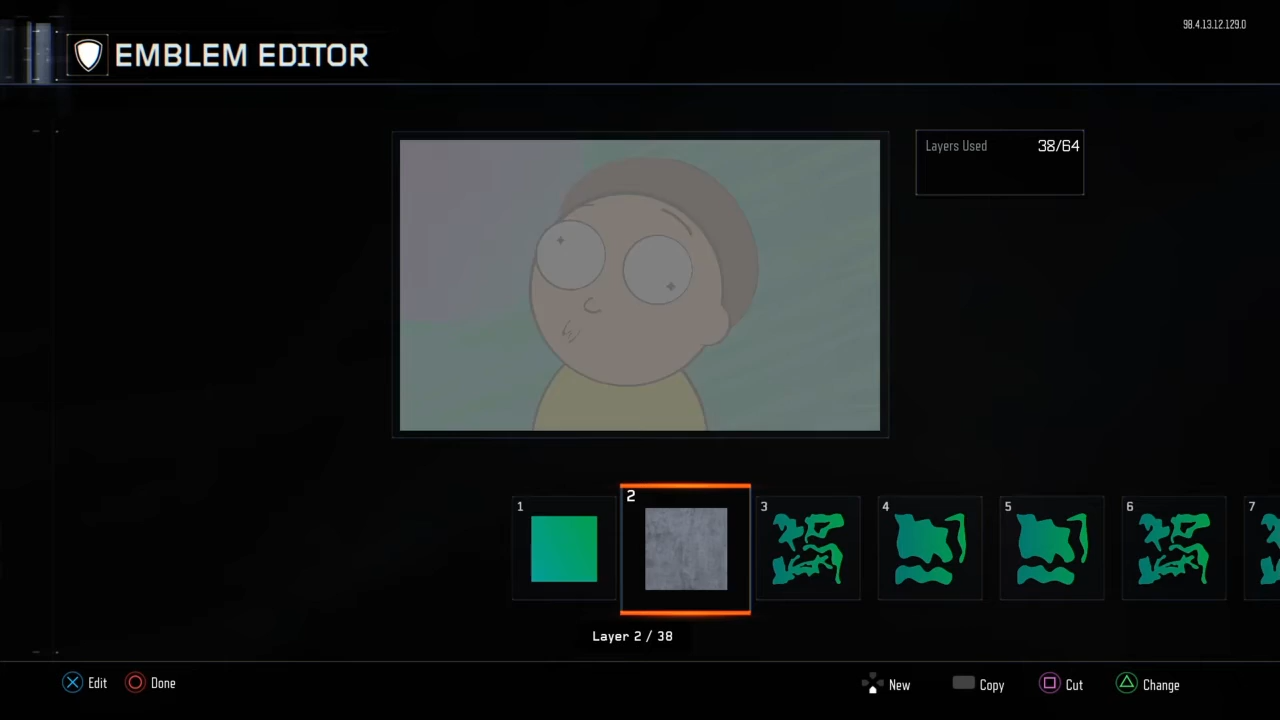 98.4.13.12.129.0
EMBLEM EDITOR
Layers Used 38/64
1 2 3 4 5 6 7
Layer 2 / 38
Edit Done New Copy Cut Change